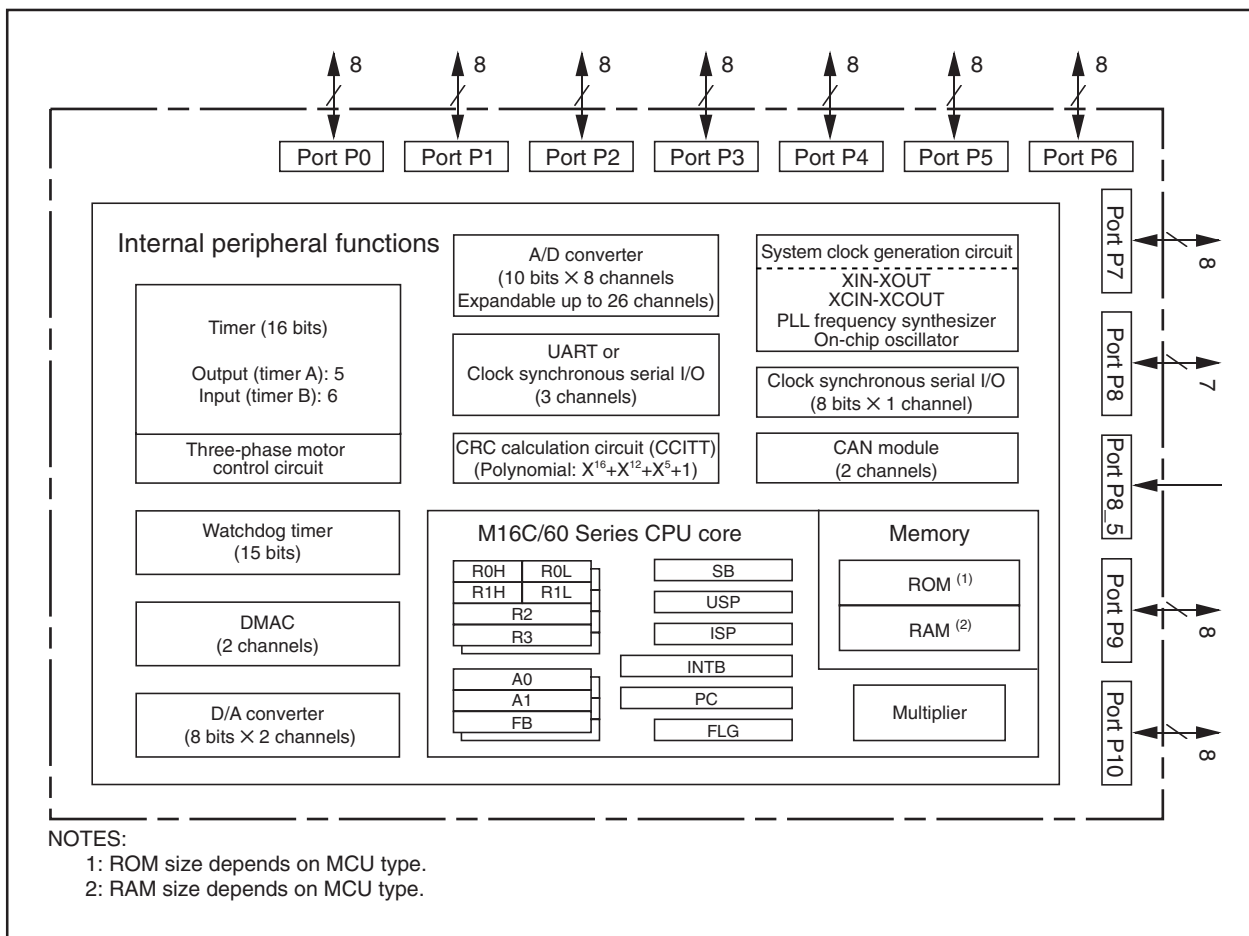 8
8
8
8
8
8
8
Port P0
Port P1
Port P2
Port P3
Port P4
Port P5
Port P6
Port P7
8
Port P8
7
Port P8_5
Port P9
8
Port P10
8
Internal peripheral functions
Timer (16 bits)
Output (timer A): 5
Input (timer B): 6
Three-phase motor
control circuit
Watchdog timer
(15 bits)
DMAC
(2 channels)
D/A converter
(8 bits × 2 channels)
A/D converter
(10 bits × 8 channels
Expandable up to 26 channels)
UART or
Clock synchronous serial I/O
(3 channels)
CRC calculation circuit (CCITT)
(Polynomial: X¹⁶+X¹²+X⁵+1)
System clock generation circuit
XIN-XOUT
XCIN-XCOUT
PLL frequency synthesizer
On-chip oscillator
Clock synchronous serial I/O
(8 bits × 1 channel)
CAN module
(2 channels)
M16C/60 Series CPU core
R0H
R0L
R1H
R1L
R2
R3
A0
A1
FB
SB
USP
ISP
INTB
PC
FLG
Memory
ROM (1)
RAM (2)
Multiplier
NOTES:
1: ROM size depends on MCU type.
2: RAM size depends on MCU type.